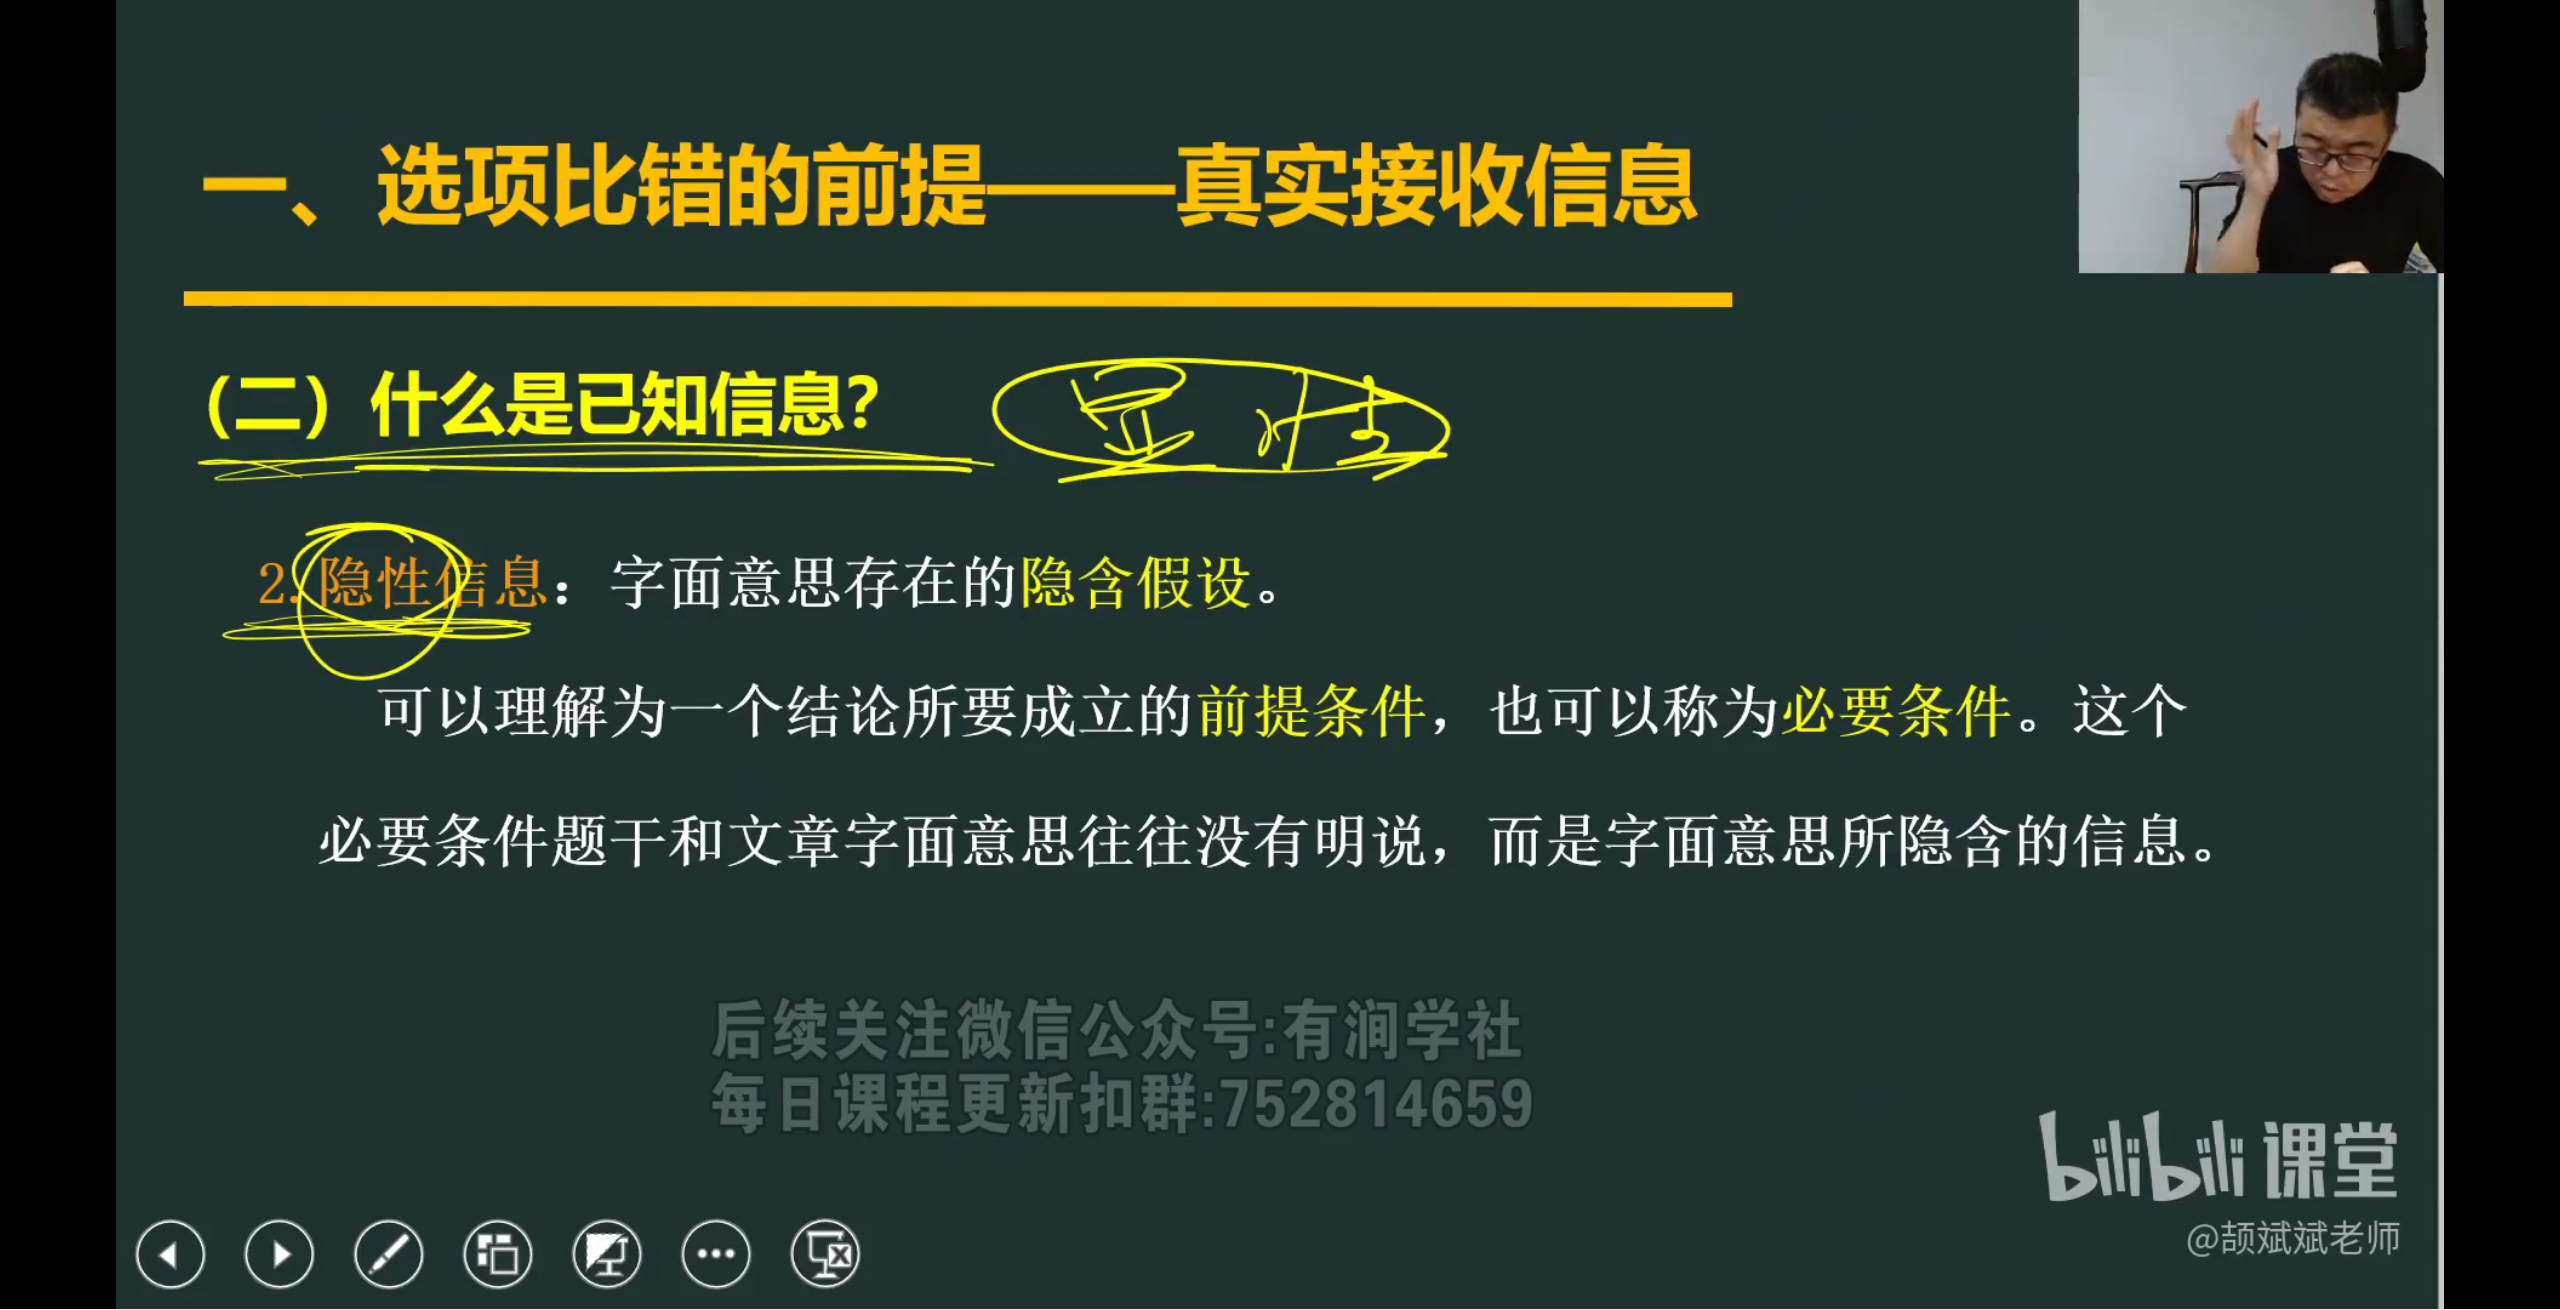 一、选项比错的前提——真实接收信息
（二）什么是已知信息？
显性
2.隐性信息：字面意思存在的隐含假设。
可以理解为一个结论所要成立的前提条件，也可以称为必要条件。这个
必要条件题干和文章字面意思往往没有明说，而是字面意思所隐含的信息。
后续关注微信公众号:有涧学社
每日课程更新扣群:752814659
bilibili课堂
@颉斌斌老师